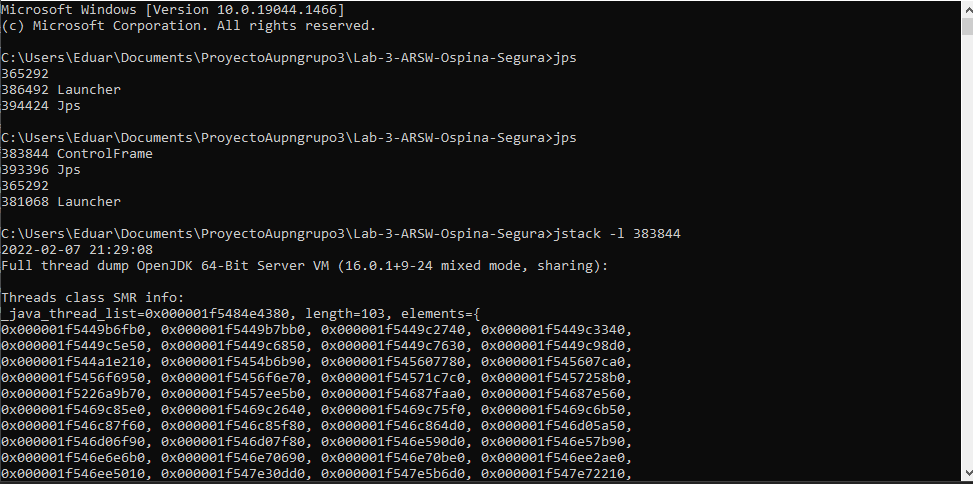 Microsoft Windows [Version 10.0.19044.1466]
(c) Microsoft Corporation. All rights reserved.
C:\Users\Eduar\Documents\ProyectoAupngrupo3\Lab-3-ARSW-Ospina-Segura>jps
365292
386492 Launcher
394424 Jps
C:\Users\Eduar\Documents\ProyectoAupngrupo3\Lab-3-ARSW-Ospina-Segura>jps
383844 ControlFrame
393396 Jps
365292
381068 Launcher
C:\Users\Eduar\Documents\ProyectoAupngrupo3\Lab-3-ARSW-Ospina-Segura>jstack -l 383844
2022-02-07 21:29:08
Full thread dump OpenJDK 64-Bit Server VM (16.0.1+9-24 mixed mode, sharing):
Threads class SMR info:
_java_thread_list=0x000001f5484e4380, length=103, elements={
0x000001f5449b6fb0, 0x000001f5449b7bb0, 0x000001f5449c2740, 0x000001f5449c3340,
0x000001f5449c5e50, 0x000001f5449c6850, 0x000001f5449c7630, 0x000001f5449c98d0,
0x000001f544a1e210, 0x000001f5454b6b90, 0x000001f545607780, 0x000001f545607ca0,
0x000001f5456f6950, 0x000001f5456f6e70, 0x000001f54571c7c0, 0x000001f5457258b0,
0x000001f5226a9b70, 0x000001f5457ee5b0, 0x000001f54687faa0, 0x000001f54687e560,
0x000001f5469c85e0, 0x000001f5469c2640, 0x000001f5469c75f0, 0x000001f5469c6b50,
0x000001f546c87f60, 0x000001f546c85f80, 0x000001f546c864d0, 0x000001f546d05a50,
0x000001f546d06f90, 0x000001f546d07f80, 0x000001f546e590d0, 0x000001f546e57b90,
0x000001f546e6e6b0, 0x000001f546e70690, 0x000001f546e70be0, 0x000001f546ee2ae0,
0x000001f546ee5010, 0x000001f547e30dd0, 0x000001f547e5b6d0, 0x000001f547e72210,